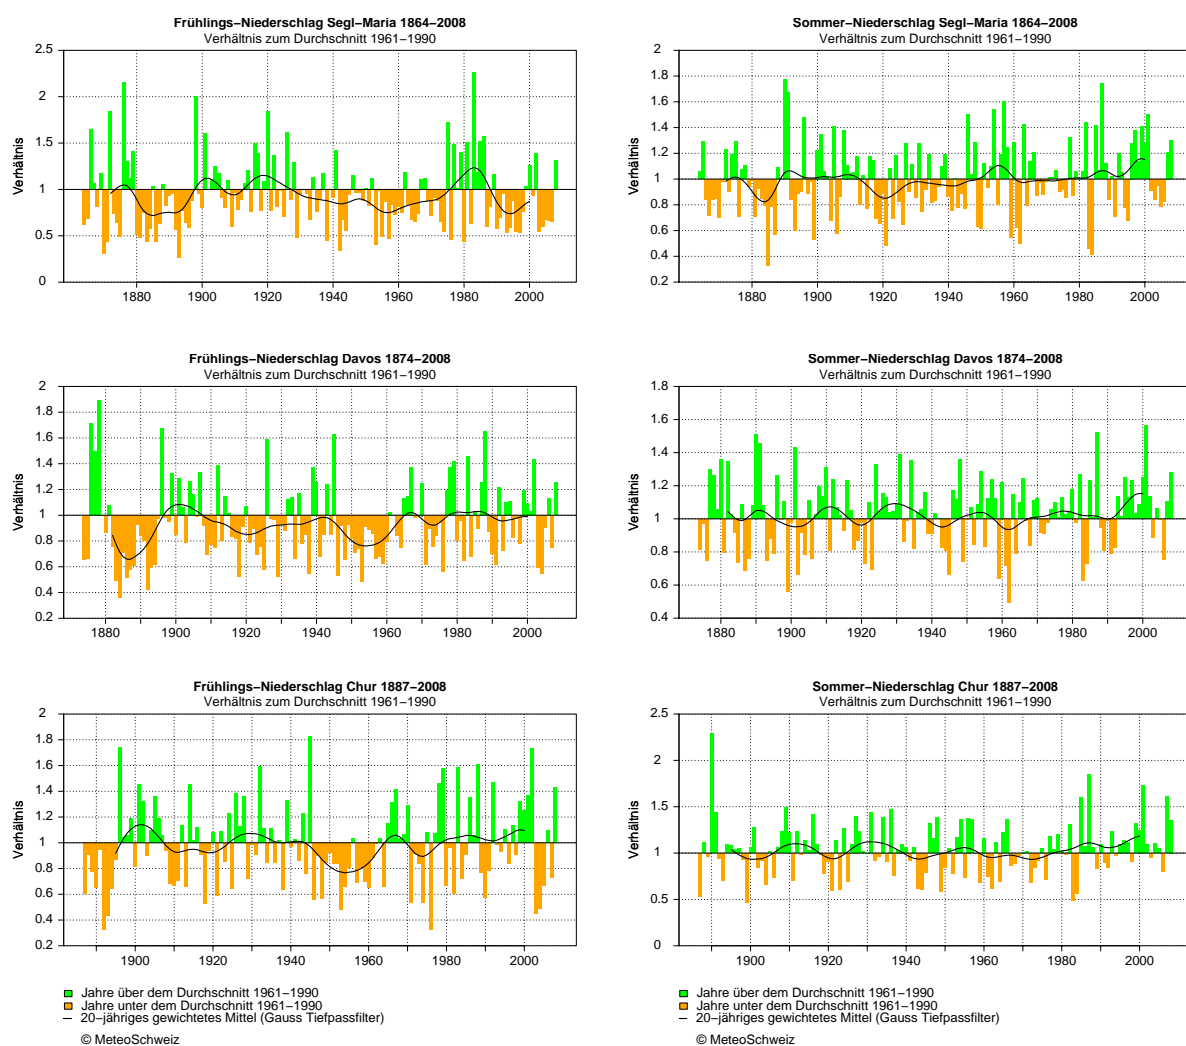 Frühlings–Niederschlag Segl–Maria 1864–2008
Verhältnis zum Durchschnitt 1961–1990
2.5
2
1.5
1
0.5
0
Verhältnis
1880 1900 1920 1940 1960 1980 2000
Sommer–Niederschlag Segl–Maria 1864–2008
Verhältnis zum Durchschnitt 1961–1990
2
1.8
1.6
1.4
1.2
1
0.8
0.6
0.4
0.2
Verhältnis
1880 1900 1920 1940 1960 1980 2000
Frühlings–Niederschlag Davos 1874–2008
Verhältnis zum Durchschnitt 1961–1990
2
1.8
1.6
1.4
1.2
1
0.8
0.6
0.4
0.2
Verhältnis
1880 1900 1920 1940 1960 1980 2000
Sommer–Niederschlag Davos 1874–2008
Verhältnis zum Durchschnitt 1961–1990
1.8
1.6
1.4
1.2
1
0.8
0.6
0.4
Verhältnis
1880 1900 1920 1940 1960 1980 2000
Frühlings–Niederschlag Chur 1887–2008
Verhältnis zum Durchschnitt 1961–1990
2
1.8
1.6
1.4
1.2
1
0.8
0.6
0.4
0.2
Verhältnis
1900 1920 1940 1960 1980 2000
Sommer–Niederschlag Chur 1887–2008
Verhältnis zum Durchschnitt 1961–1990
2.5
2
1.5
1
0.5
0
Verhältnis
1900 1920 1940 1960 1980 2000
Jahre über dem Durchschnitt 1961–1990
Jahre unter dem Durchschnitt 1961–1990
20–jähriges gewichtetes Mittel (Gauss Tiefpassfilter)
© MeteoSchweiz
Jahre über dem Durchschnitt 1961–1990
Jahre unter dem Durchschnitt 1961–1990
20–jähriges gewichtetes Mittel (Gauss Tiefpassfilter)
© MeteoSchweiz